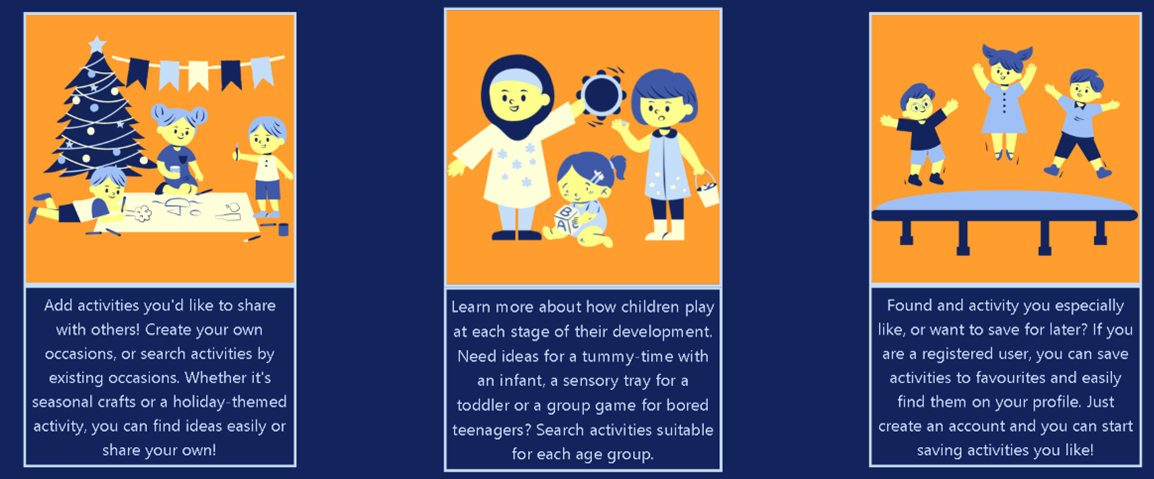 Add activities you'd like to share
with others! Create your own
occasions, or search activities by
existing occasions. Whether it's
seasonal crafts or a holiday-themed
activity, you can find ideas easily or
share your own!
B
A
C
Learn more about how children play
at each stage of their development.
Need ideas for a tummy-time with
an infant, a sensory tray for a
toddler or a group game for bored
teenagers? Search activities suitable
for each age group.
Found and activity you especially
like, or want to save for later? If you
are a registered user, you can save
activities to favourites and easily
find them on your profile. Just
create an account and you can start
saving activities you like!